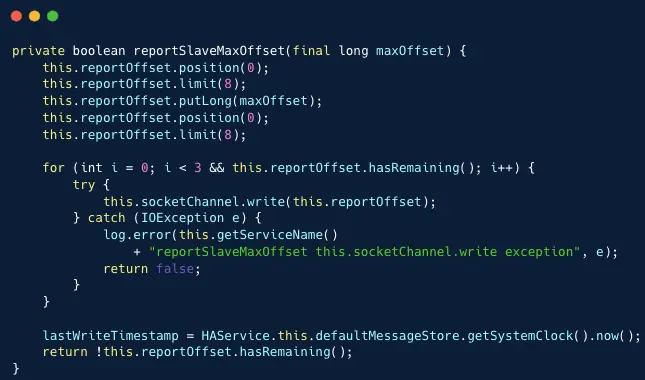 private boolean reportSlaveMaxOffset(final long maxOffset) {
    this.reportOffset.position(0);
    this.reportOffset.limit(8);
    this.reportOffset.putLong(maxOffset);
    this.reportOffset.position(0);
    this.reportOffset.limit(8);

    for (int i = 0; i < 3 && this.reportOffset.hasRemaining(); i++) {
        try {
            this.socketChannel.write(this.reportOffset);
        } catch (IOException e) {
            log.error(this.getServiceName()
                + "reportSlaveMaxOffset this.socketChannel.write exception", e);
            return false;
        }
    }

    lastWriteTimestamp = HAService.this.defaultMessageStore.getSystemClock().now();
    return !this.reportOffset.hasRemaining();
}